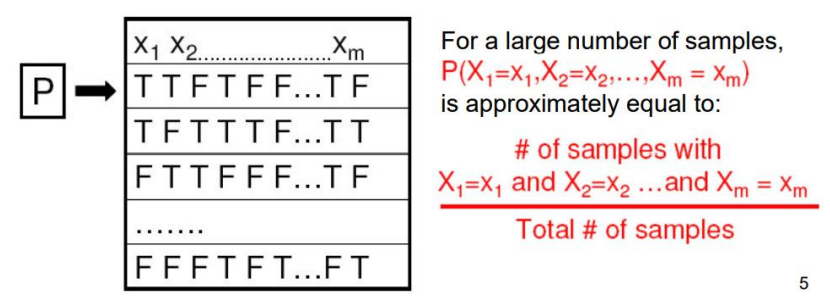 P
X₁ X₂........................Xₘ
T T F T F F...T F
T F T T T F...T T
F T T F F F...T F
.......
F F F T F T...F T
For a large number of samples,
P(X₁=x₁,X₂=x₂,...,Xₘ = xₘ)
is approximately equal to:
# of samples with
X₁=x₁ and X₂=x₂ ...and Xₘ = xₘ
Total # of samples
5